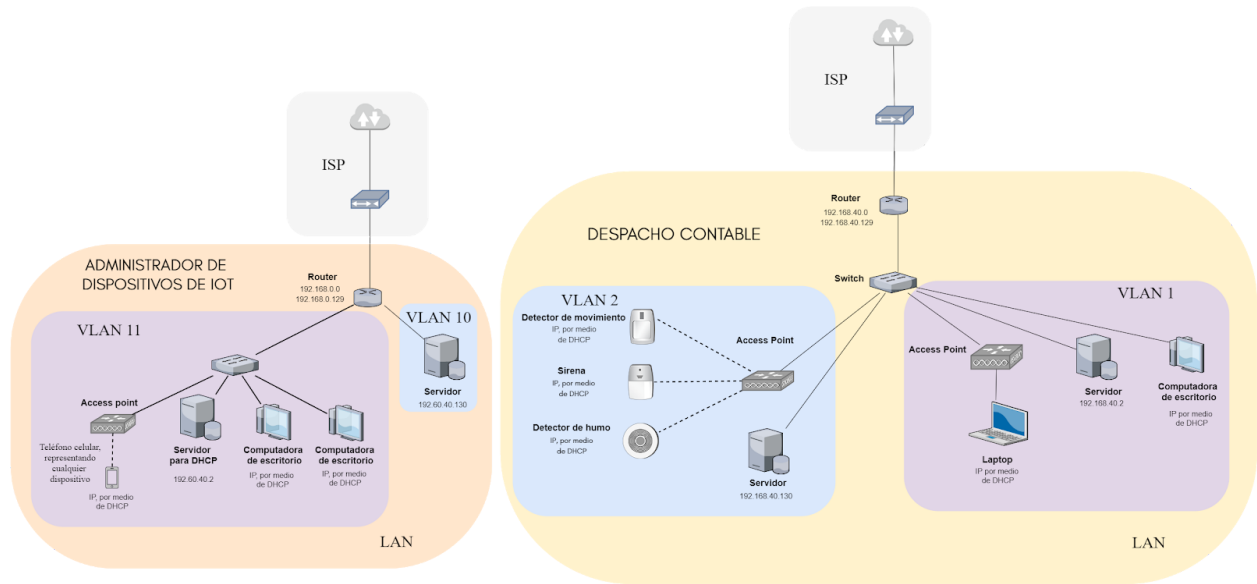 ISP
ADMINISTRADOR DE
DISPOSITIVOS DE IOT
Router
192.168.0.0
192.168.0.129
VLAN 11
VLAN 10
Servidor
192.60.40.130
Access point
Teléfono celular,
representando
cualquier
dispositivo
IP, por medio
de DHCP
Servidor
para DHCP
192.60.40.2
Computadora
de escritorio
IP, por medio
de DHCP
Computadora
de escritorio
IP, por medio
de DHCP
LAN
ISP
DESPACHO CONTABLE
Router
192.168.40.0
192.168.40.129
Switch
VLAN 2
Detector de movimiento
IP, por medio
de DHCP
Sirena
IP, por medio
de DHCP
Detector de humo
IP, por medio
de DHCP
Access Point
Servidor
192.168.40.130
VLAN 1
Access Point
Laptop
IP, por medio
de DHCP
Servidor
192.168.40.2
Computadora
de escritorio
IP, por medio
de DHCP
LAN